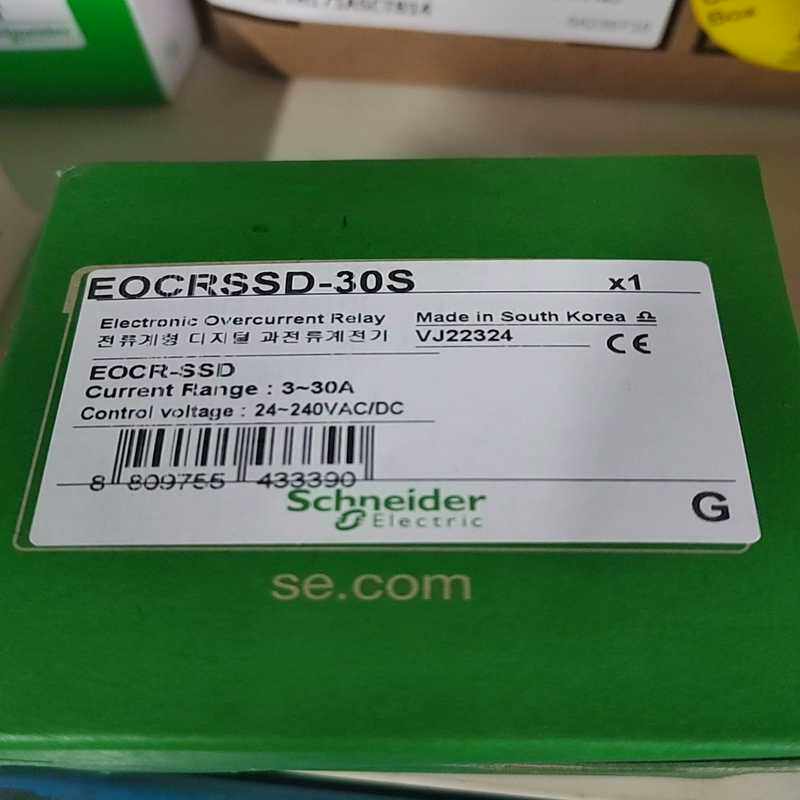 Schneider
Box
EOCRSSD-30S x1
Electronic Overcurrent Relay Made in South Korea
전류계형 디지털 과전류계전기 VJ22324
CE
EOCR-SSD
Current Range : 3~30A
Control voltage : 24~240VAC/DC
8 809755 433390
Schneider
Electric
G
se.com